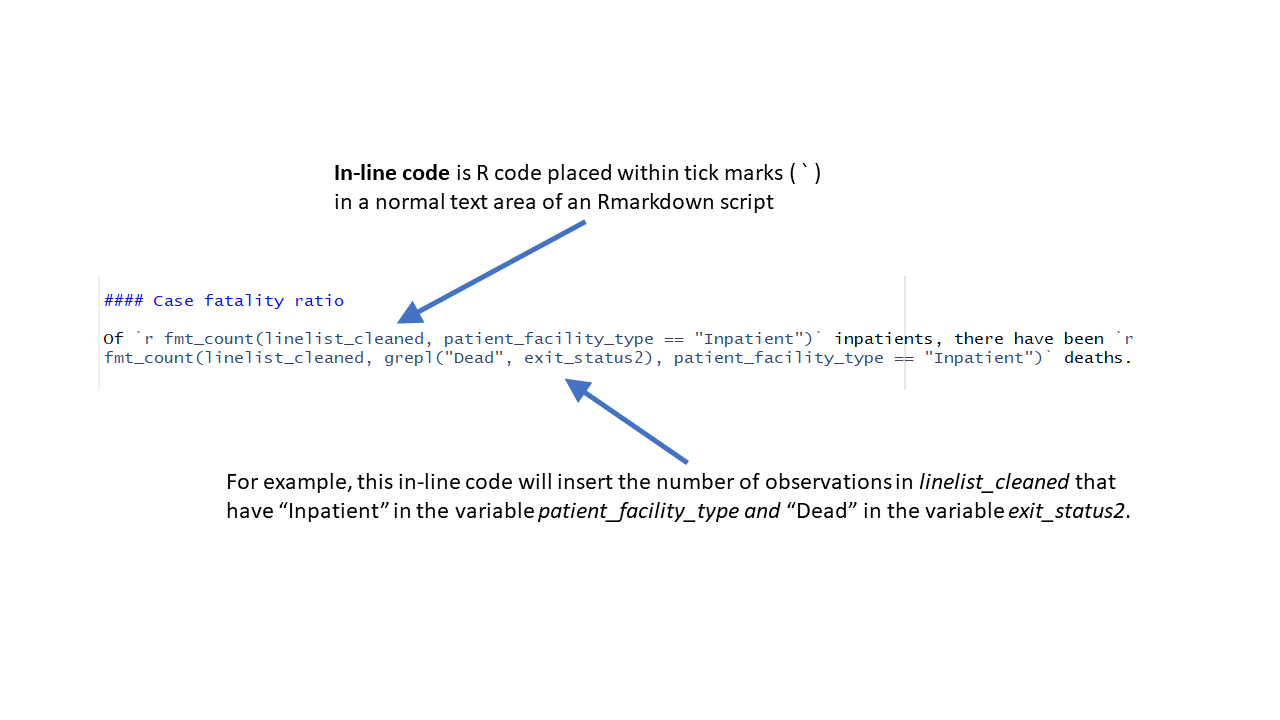 In-line code is R code placed within tick marks ( ` )
in a normal text area of an Rmarkdown script
#### Case fatality ratio
Of `r fmt_count(linelist_cleaned, patient_facility_type == "Inpatient")` inpatients, there have been `r
fmt_count(linelist_cleaned, grepl("Dead", exit_status2), patient_facility_type == "Inpatient")` deaths.
For example, this in-line code will insert the number of observations in linelist_cleaned that
have “Inpatient” in the variable patient_facility_type and “Dead” in the variable exit_status2.